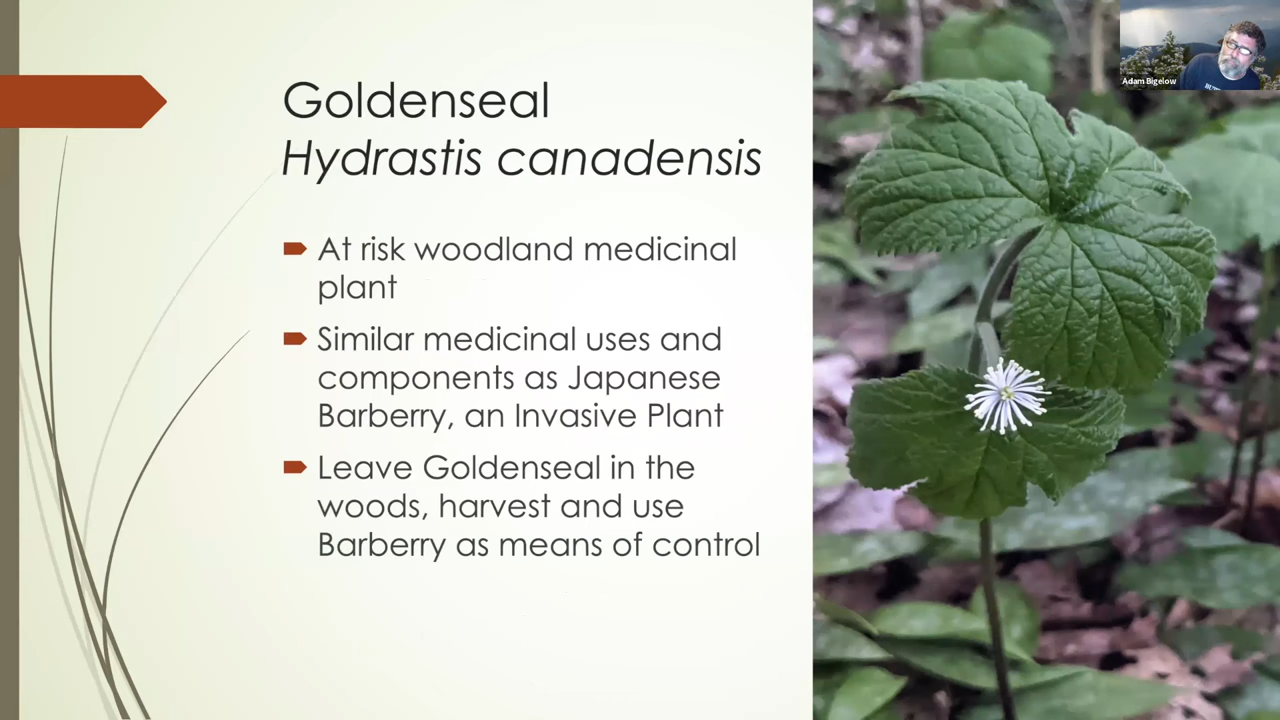 Goldenseal
Hydrastis canadensis
At risk woodland medicinal
plant
Similar medicinal uses and
components as Japanese
Barberry, an Invasive Plant
Leave Goldenseal in the
woods, harvest and use
Barberry as means of control
Adam Bigelow